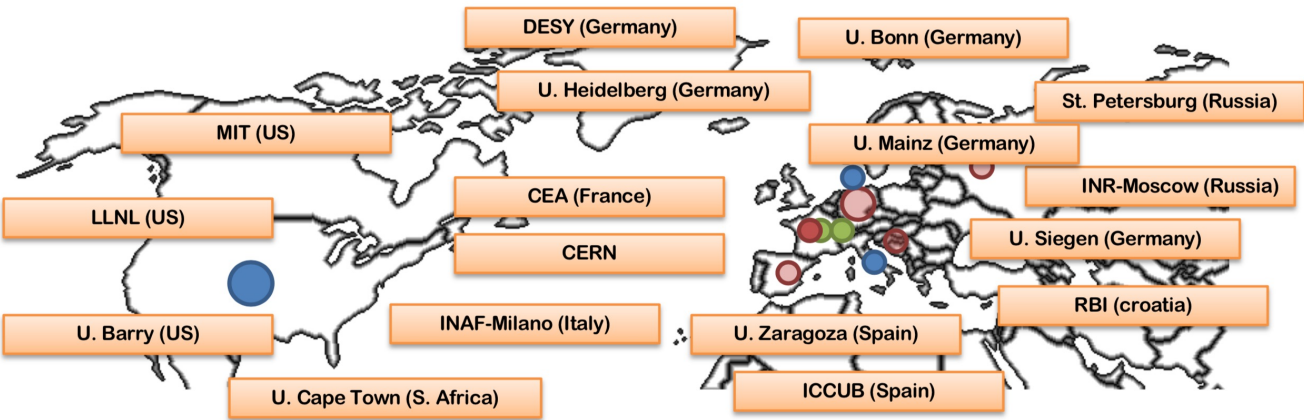 DESY (Germany)
U. Bonn (Germany)
U. Heidelberg (Germany)
St. Petersburg (Russia)
MIT (US)
U. Mainz (Germany)
CEA (France)
INR-Moscow (Russia)
LLNL (US)
U. Siegen (Germany)
CERN
RBI (croatia)
U. Barry (US)
INAF-Milano (Italy)
U. Zaragoza (Spain)
U. Cape Town (S. Africa)
ICCUB (Spain)